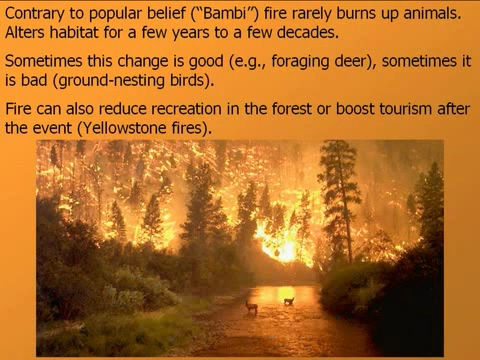 Contrary to popular belief (“Bambi”) fire rarely burns up animals.
Alters habitat for a few years to a few decades.
Sometimes this change is good (e.g., foraging deer), sometimes it
is bad (ground-nesting birds).
Fire can also reduce recreation in the forest or boost tourism after
the event (Yellowstone fires).